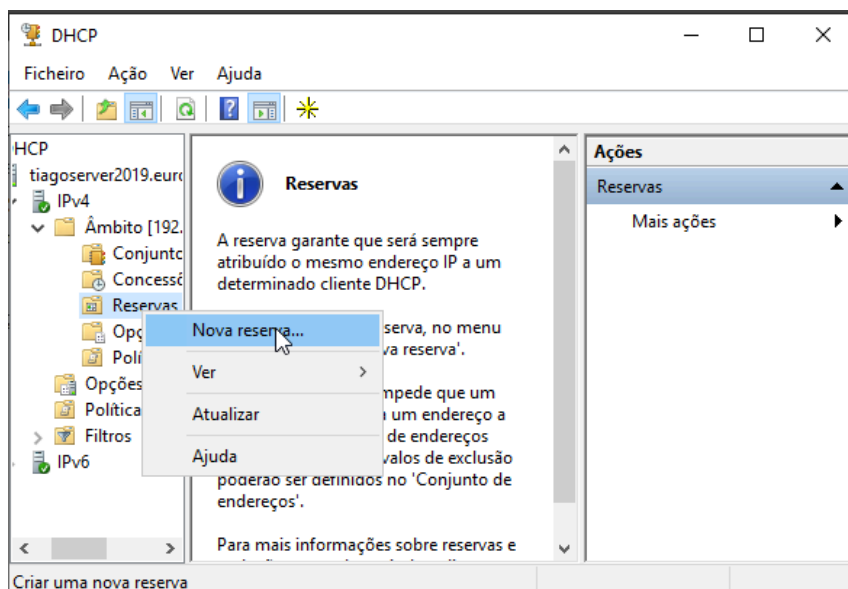 DHCP
Ficheiro Ação Ver Ajuda
HCP
tiagoserver2019.euro
IPv4
Âmbito [192.
Conjunto
Concessõ
Reservas
Opç
Polí
Opções
Política
Filtros
IPv6
Nova reserva...
Ver
Atualizar
Ajuda
Reservas
A reserva garante que será sempre
atribuído o mesmo endereço IP a um
determinado cliente DHCP.
serva, no menu
va reserva'.
mpede que um
um endereço a
de endereços
valos de exclusão
poderão ser definidos no 'Conjunto de
endereços'.
Para mais informações sobre reservas e
Ações
Reservas
Mais ações
Criar uma nova reserva